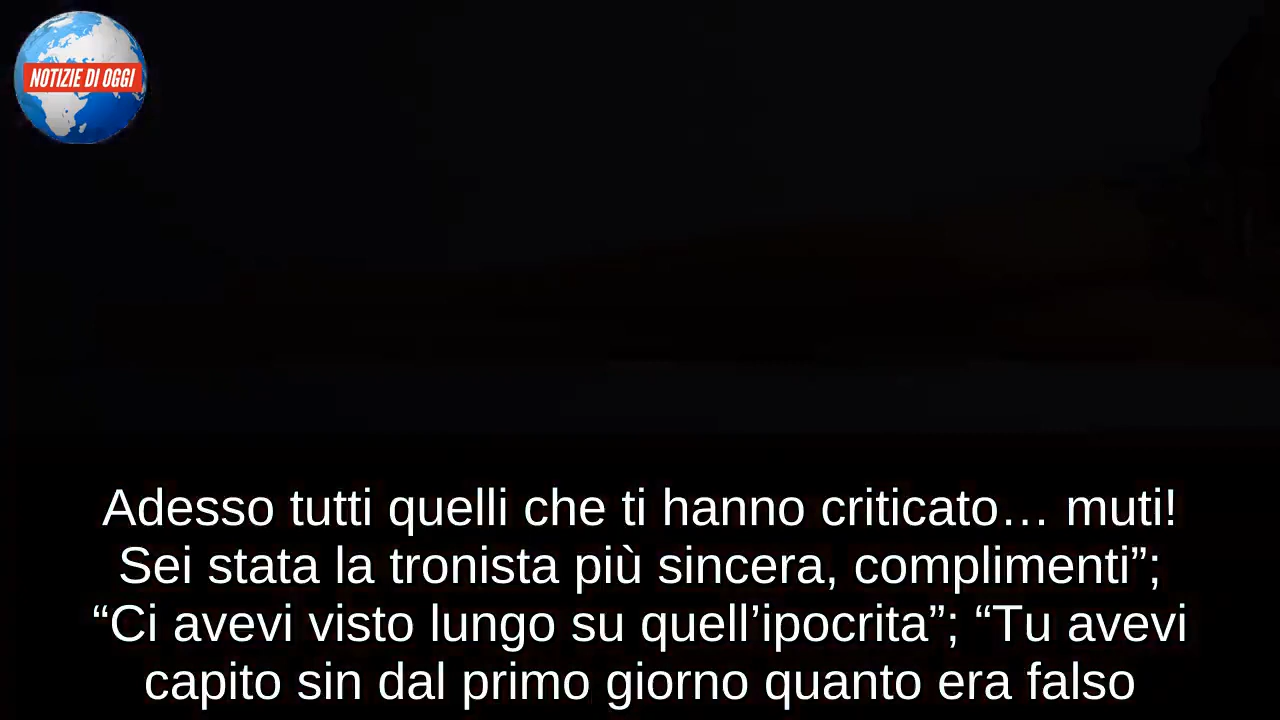 NOTIZIE DI OGGI
Adesso tutti quelli che ti hanno criticato… muti!
Sei stata la tronista più sincera, complimenti”;
“Ci avevi visto lungo su quell’ipocrita”; “Tu avevi
capito sin dal primo giorno quanto era falso